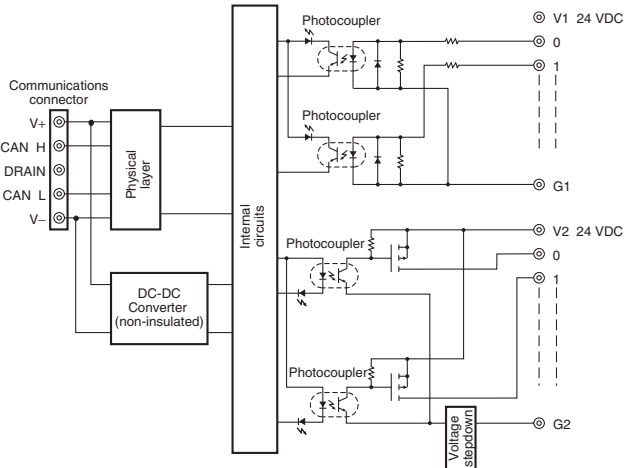 Communications
connector
V+
CAN H
DRAIN
CAN L
V−
Physical
layer
DC-DC
Converter
(non-insulated)
Internal
circuits
Photocoupler
Photocoupler
V1 24 VDC
0
1
G1
Photocoupler
Photocoupler
V2 24 VDC
0
1
Voltage
stepdown
G2